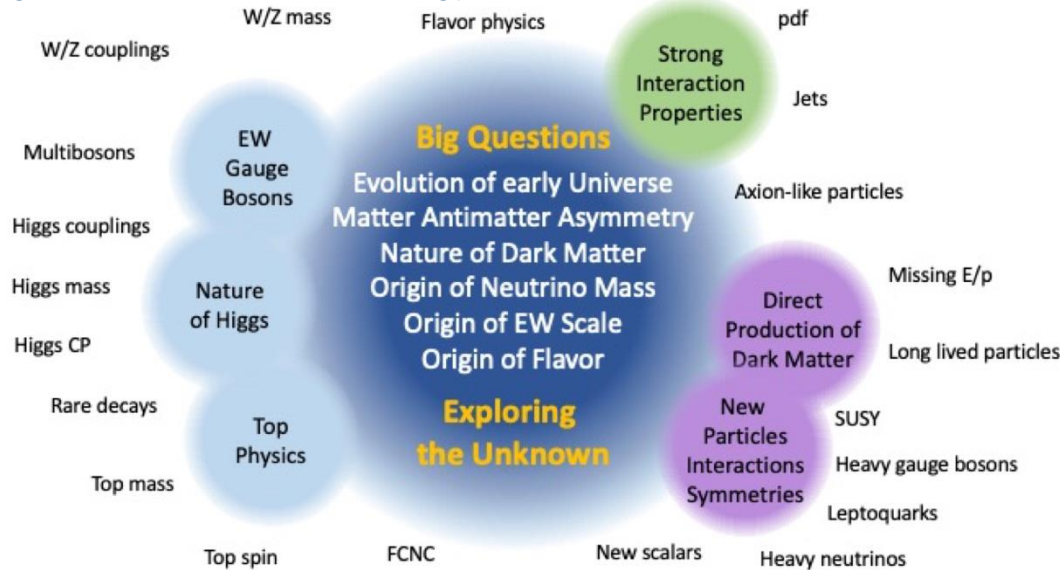 W/Z mass
Flavor physics
pdf
W/Z couplings
Strong
Interaction
Properties
Jets
EW
Gauge
Bosons
Multibosons
Big Questions
Evolution of early Universe
Matter Antimatter Asymmetry
Nature of Dark Matter
Origin of Neutrino Mass
Origin of EW Scale
Origin of Flavor
Exploring
the Unknown
Axion-like particles
Higgs couplings
Higgs mass
Higgs CP
Nature
of Higgs
Missing E/p
Direct
Production of
Dark Matter
Long lived particles
Rare decays
Top
Physics
Top mass
New
Particles
Interactions
Symmetries
SUSY
Heavy gauge bosons
Leptoquarks
Top spin
FCNC
New scalars
Heavy neutrinos